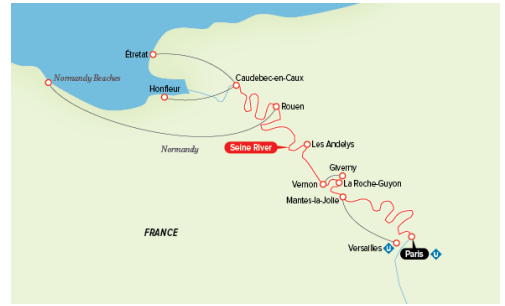 Étretat
Normandy Beaches
Caudebec-en-Caux
Honfleur
Rouen
Normandy
Seine River
Les Andelys
Giverny
Vernon
La Roche-Guyon
Mantes-la-Jolie
FRANCE
Versailles
U
Paris
U